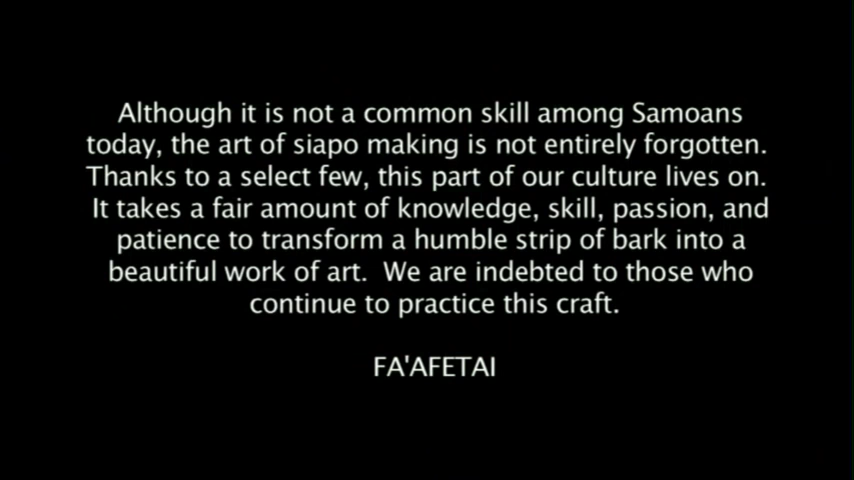 Although it is not a common skill among Samoans
today, the art of siapo making is not entirely forgotten.
Thanks to a select few, this part of our culture lives on.
It takes a fair amount of knowledge, skill, passion, and
patience to transform a humble strip of bark into a
beautiful work of art.  We are indebted to those who
continue to practice this craft.
FA'AFETAI